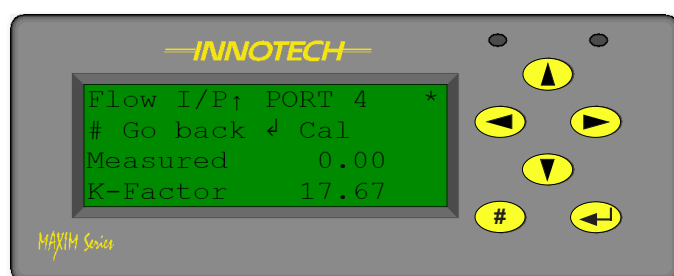 INNOTECH
Flow I/P↑ PORT 4 *
# Go back ↲ Cal
Measured 0.00
K-Factor 17.67
#
MAXIM Series